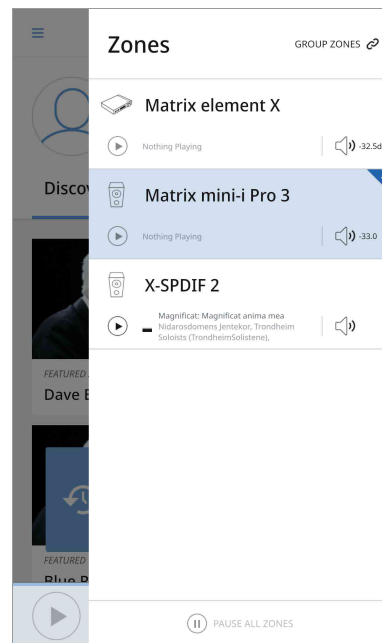 Zones
GROUP ZONES
Matrix element X
Nothing Playing
-32.5d
Matrix mini-i Pro 3
Nothing Playing
-33.0
X-SPDIF 2
Magnificat: Magnificat anima mea
Nidarosdomens Jentekor, Trondheim
Soloists (TrondheimSolistene),
PAUSE ALL ZONES
Discov
FEATURED
Dave B
FEATURED